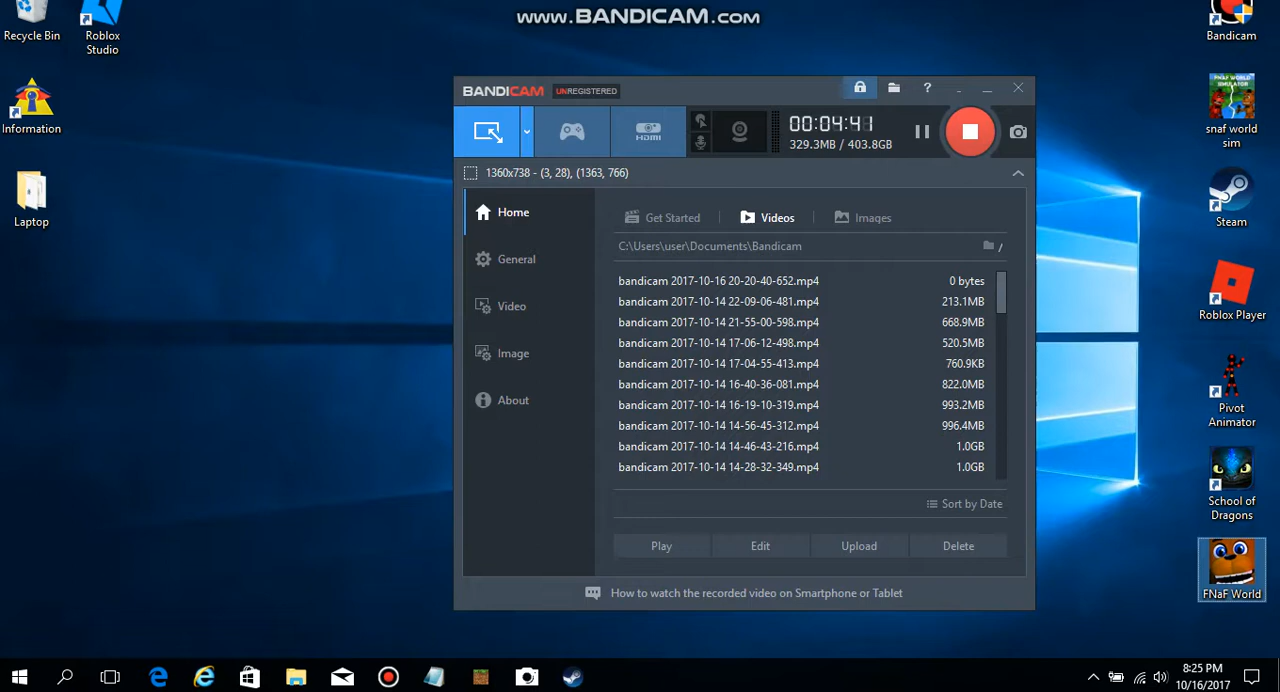 www.BANDICAM.com
Recycle Bin
Roblox
Studio
Information
Laptop
BANDICAM UNREGISTERED
?
HDMI
00:04:41
329.3MB / 403.8GB
1360x738 - (3, 28), (1363, 766)
Home
General
Video
Image
About
Get Started
Videos
Images
C:\Users\user\Documents\Bandicam
/
bandicam 2017-10-16 20-20-40-652.mp4 0 bytes
bandicam 2017-10-14 22-09-06-481.mp4 213.1MB
bandicam 2017-10-14 21-55-00-598.mp4 668.9MB
bandicam 2017-10-14 17-06-12-498.mp4 520.5MB
bandicam 2017-10-14 17-04-55-413.mp4 760.9KB
bandicam 2017-10-14 16-40-36-081.mp4 822.0MB
bandicam 2017-10-14 16-19-10-319.mp4 993.2MB
bandicam 2017-10-14 14-56-45-312.mp4 996.4MB
bandicam 2017-10-14 14-46-43-216.mp4 1.0GB
bandicam 2017-10-14 14-28-32-349.mp4 1.0GB
Sort by Date
Play Edit Upload Delete
How to watch the recorded video on Smartphone or Tablet
Bandicam
FNAF WORLD
SIMULATOR
snaf world
sim
Steam
Roblox Player
Pivot
Animator
School of
Dragons
FNaF World
8:25 PM
10/16/2017